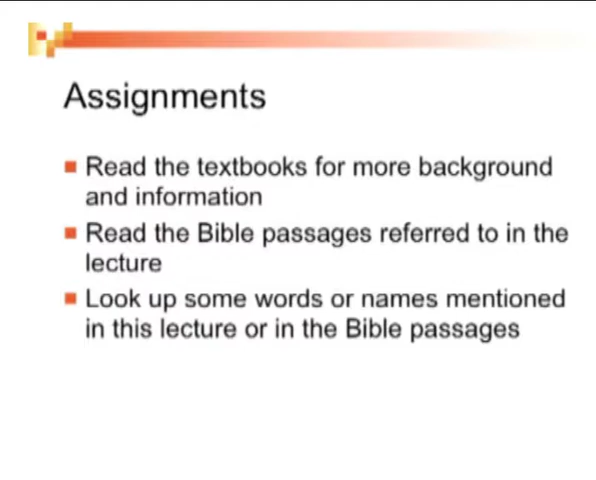 Assignments
Read the textbooks for more background
and information
Read the Bible passages referred to in the
lecture
Look up some words or names mentioned
in this lecture or in the Bible passages